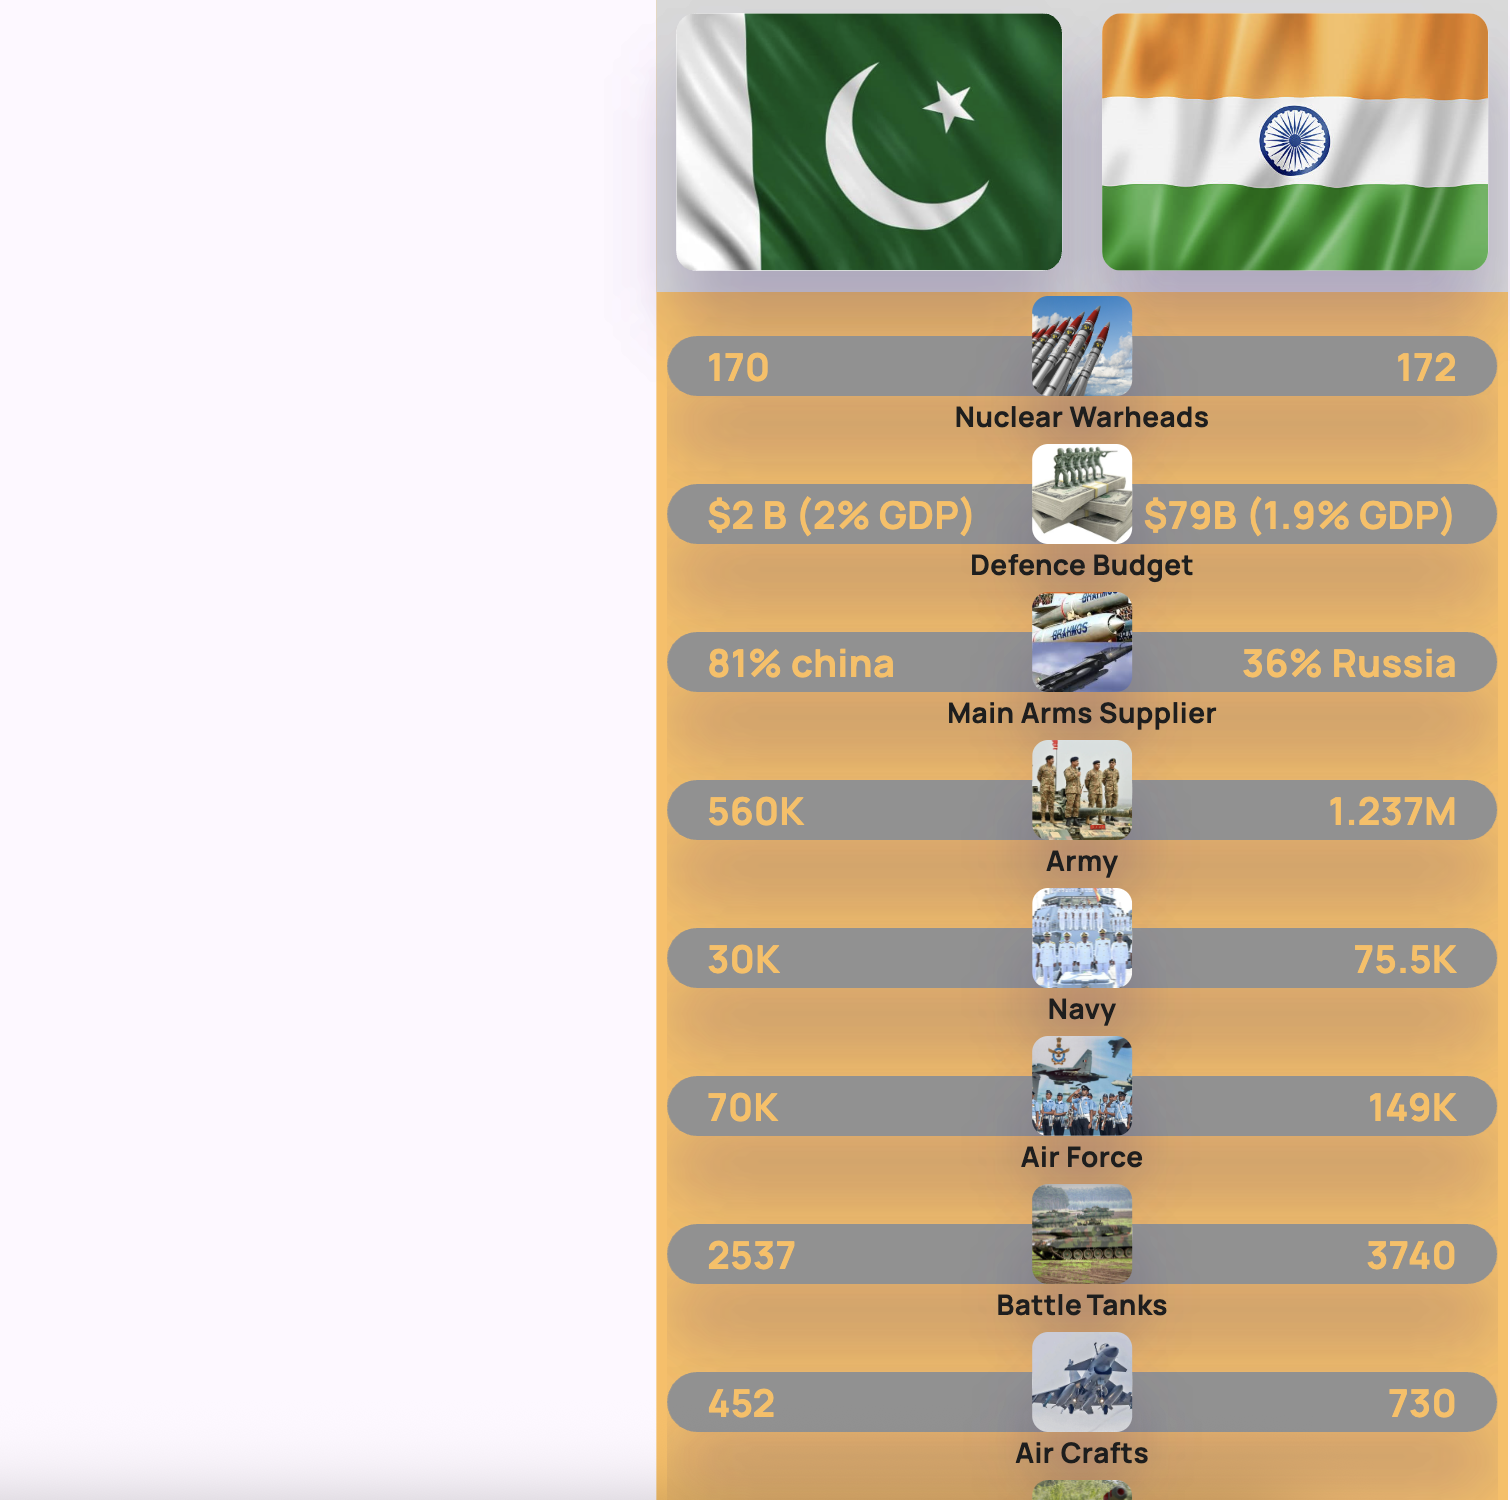 170 172
Nuclear Warheads
$2 B (2% GDP) $79B (1.9% GDP)
Defence Budget
BRAHMOS
BRAHMOS
81% china 36% Russia
Main Arms Supplier
560K 1.237M
Army
30K 75.5K
Navy
70K 149K
Air Force
2537 3740
Battle Tanks
452 730
Air Crafts